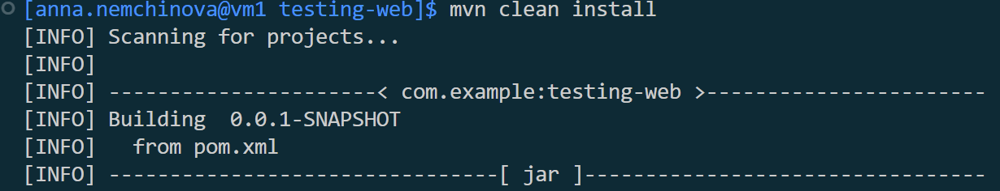 [anna.nemchinova@vm1 testing-web]$ mvn clean install
[INFO] Scanning for projects...
[INFO]
[INFO] ----------------------< com.example:testing-web >-----------------------
[INFO] Building  0.0.1-SNAPSHOT
[INFO]   from pom.xml
[INFO] --------------------------------[ jar ]---------------------------------